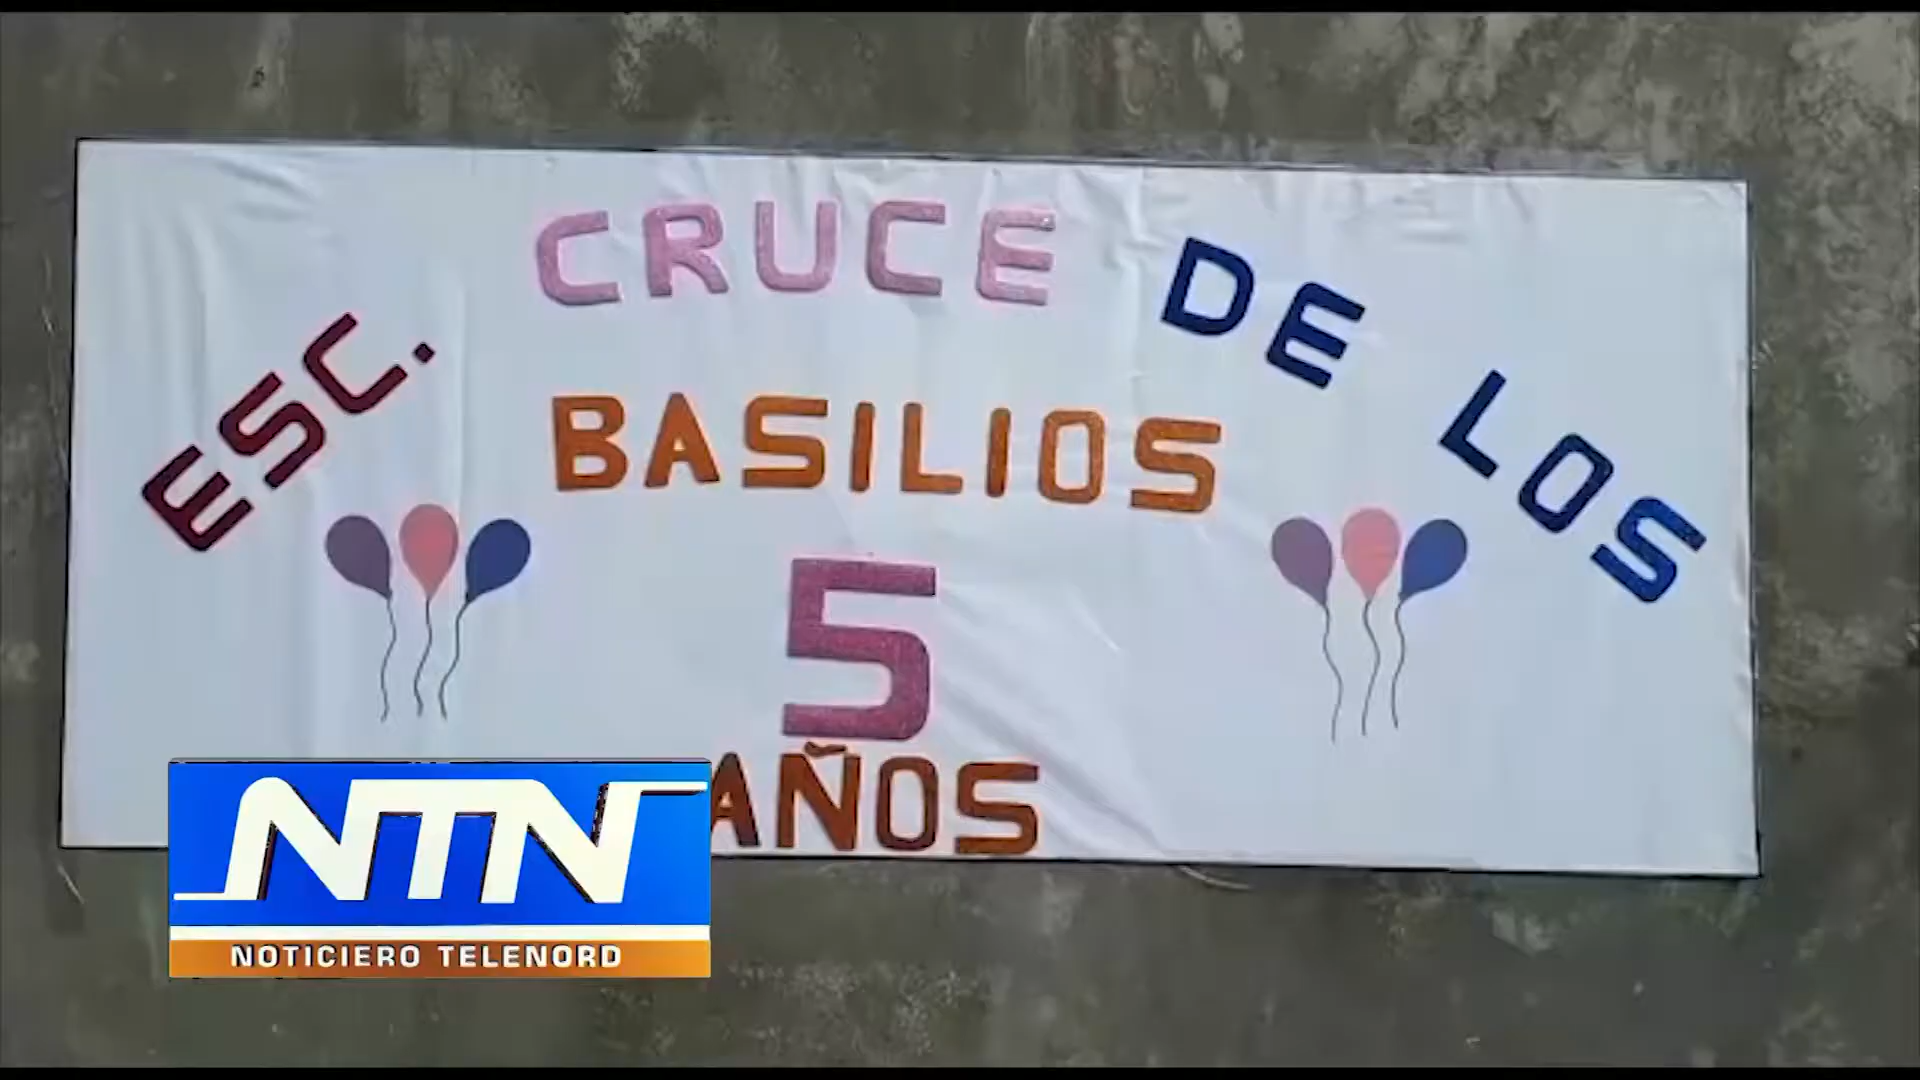 ESC. CRUCE DE LOS
BASILIOS
5
AÑOS
NTN
NOTICIERO TELENORD